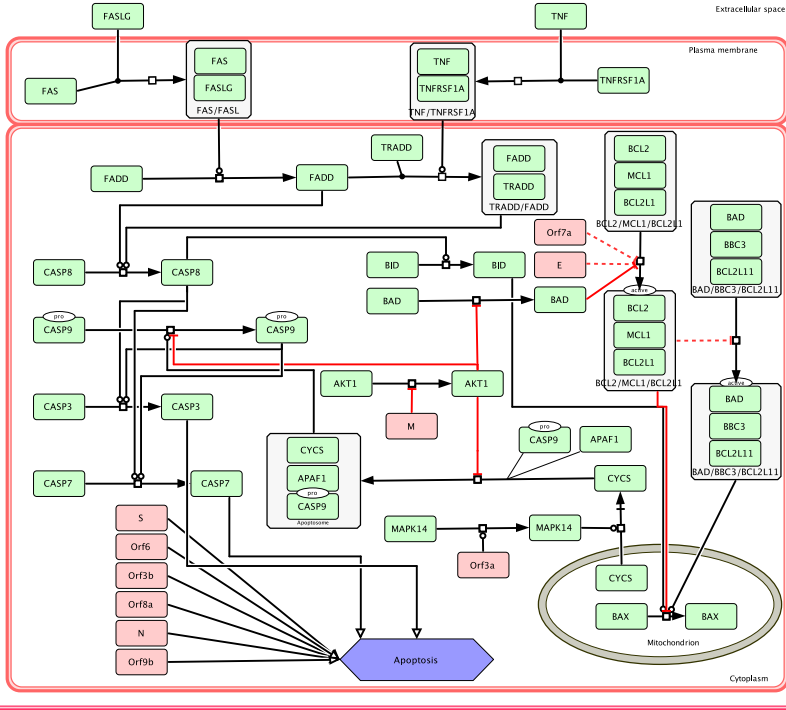 FASLG
TNF
Extracellular space
Plasma membrane
FAS
FASLG
FAS/FASL
FAS
TNF
TNFRSF1A
TNF/TNFRSF1A
TNFRSF1A
TRADD
FADD
FADD
FADD
TRADD
TRADD/FADD
BCL2
MCL1
BCL2L1
BCL2/MCL1/BCL2L1
BAD
BBC3
BCL2L11
BAD/BBC3/BCL2L11
Orf7a
E
CASP8
CASP8
BID
BID
BAD
BAD
active
BCL2
MCL1
BCL2L1
BCL2/MCL1/BCL2L1
pro
CASP9
pro
CASP9
AKT1
AKT1
M
active
BAD
BBC3
BCL2L11
BAD/BBC3/BCL2L11
CASP3
CASP3
CYCS
APAF1
pro
CASP9
Apoptosome
pro
CASP9
APAF1
CYCS
CASP7
CASP7
MAPK14
MAPK14
Orf3a
S
Orf6
Orf3b
Orf8a
N
Orf9b
CYCS
BAX
BAX
Mitochondrion
Apoptosis
Cytoplasm